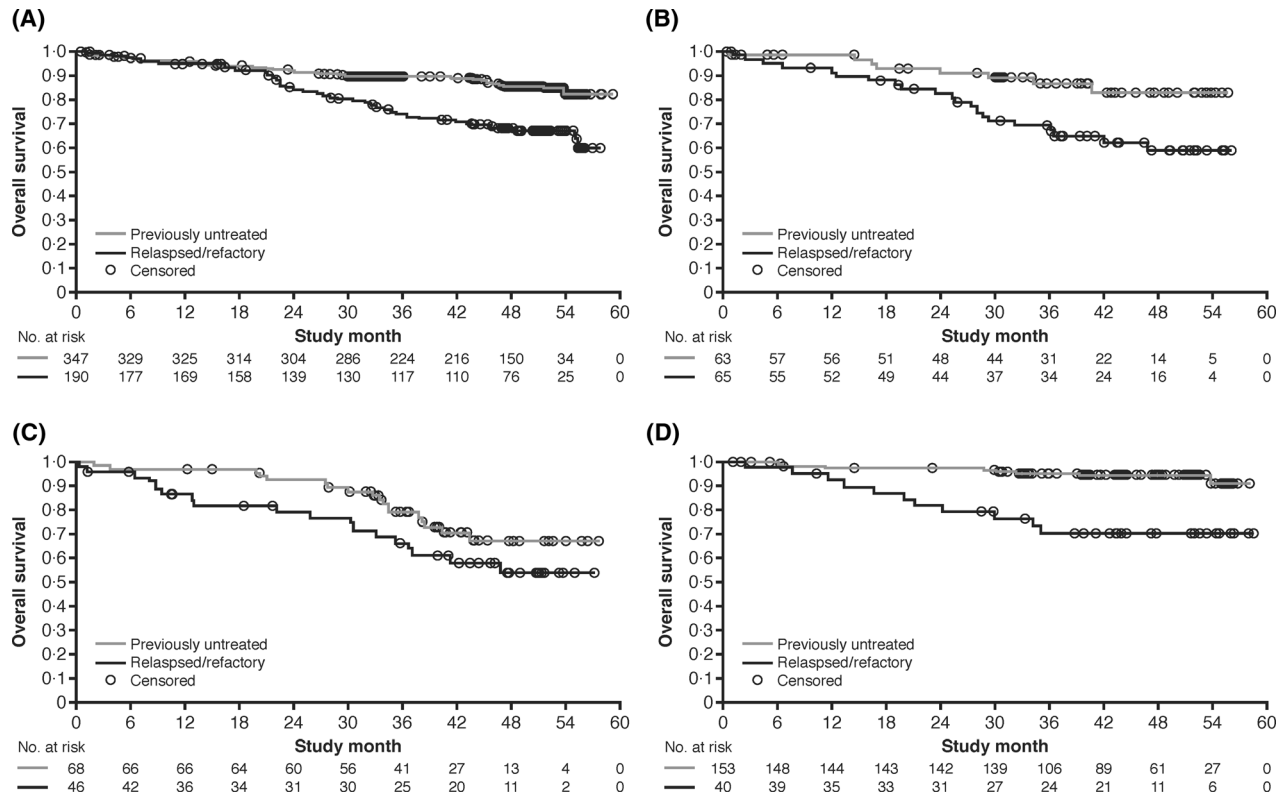 (A)
1·0
0·9
0·8
0·7
0·6
0·5
0·4
0·3
0·2
0·1
0
Overall survival
Previously untreated
Relaspsed/refactory
Censored
0 6 12 18 24 30 36 42 48 54 60
Study month
No. at risk
347 329 325 314 304 286 224 216 150 34 0
190 177 169 158 139 130 117 110 76 25 0
(B)
1·0
0·9
0·8
0·7
0·6
0·5
0·4
0·3
0·2
0·1
0
Overall survival
Previously untreated
Relaspsed/refactory
Censored
0 6 12 18 24 30 36 42 48 54 60
Study month
No. at risk
63 57 56 51 48 44 31 22 14 5 0
65 55 52 49 44 37 34 24 16 4 0
(C)
1·0
0·9
0·8
0·7
0·6
0·5
0·4
0·3
0·2
0·1
0
Overall survival
Previously untreated
Relaspsed/refactory
Censored
0 6 12 18 24 30 36 42 48 54 60
Study month
No. at risk
68 66 66 64 60 56 41 27 13 4 0
46 42 36 34 31 30 25 20 11 2 0
(D)
1·0
0·9
0·8
0·7
0·6
0·5
0·4
0·3
0·2
0·1
0
Overall survival
Previously untreated
Relaspsed/refactory
Censored
0 6 12 18 24 30 36 42 48 54 60
Study month
No. at risk
153 148 144 143 142 139 106 89 61 27 0
40 39 35 33 31 27 24 21 11 6 0